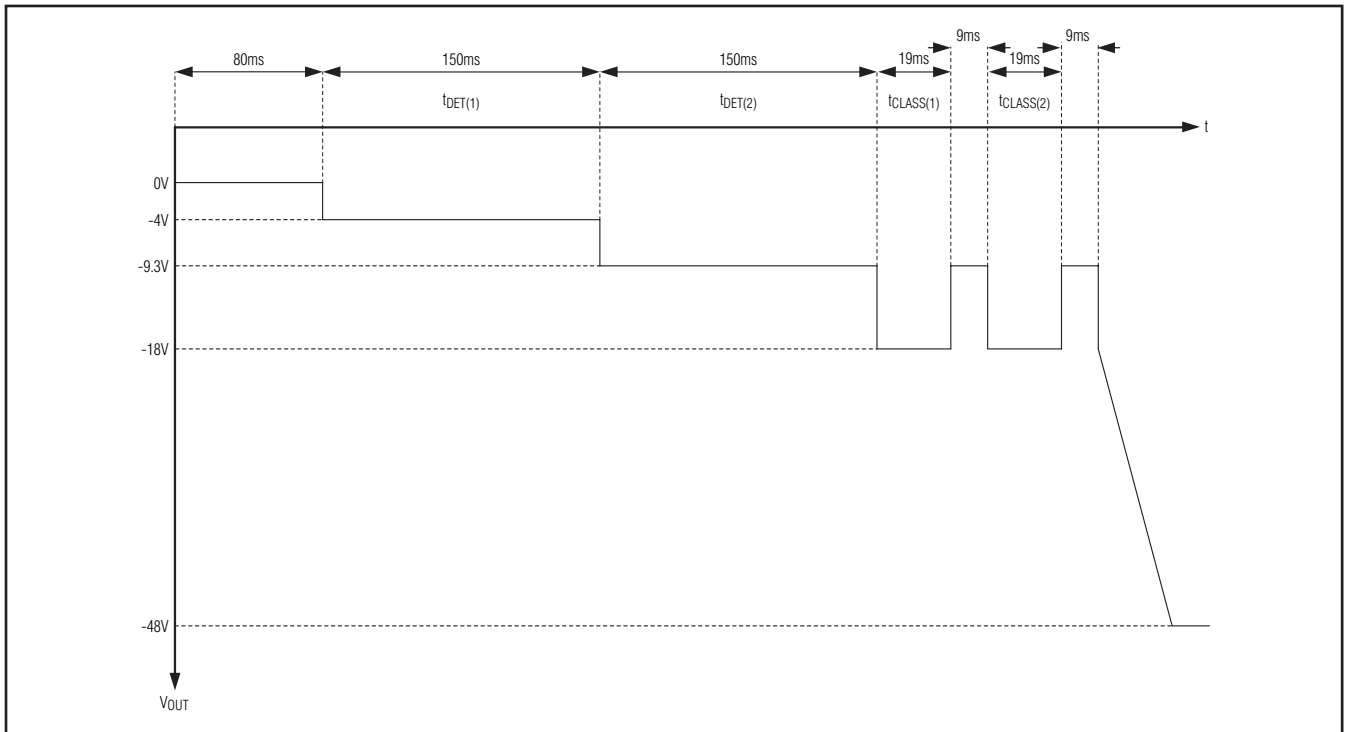 9ms
9ms
80ms
150ms
150ms
19ms
19ms
tDET(1)
tDET(2)
tCLASS(1)
tCLASS(2)
t
0V
-4V
-9.3V
-18V
-48V
VOUT